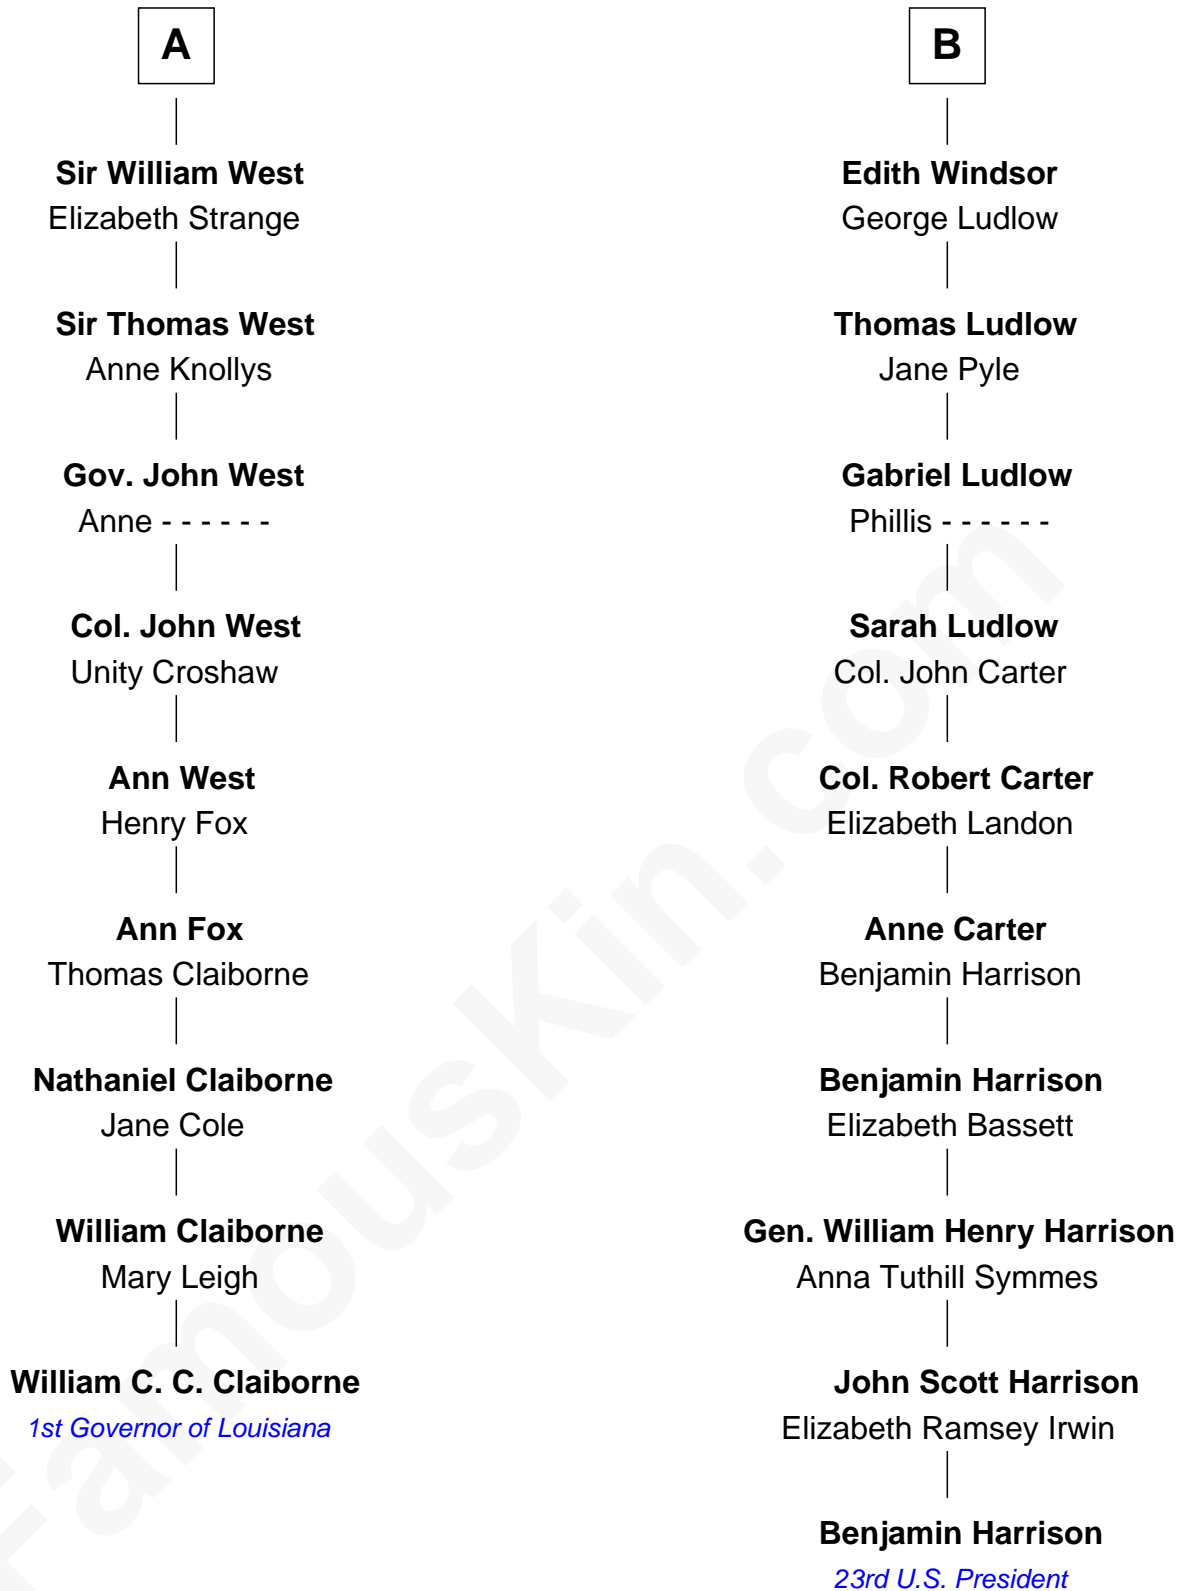 A
Sir William West
Elizabeth Strange
Sir Thomas West
Anne Knollys
Gov. John West
Anne - - - - - -
Col. John West
Unity Croshaw
Ann West
Henry Fox
Ann Fox
Thomas Claiborne
Nathaniel Claiborne
Jane Cole
William Claiborne
Mary Leigh
William C. C. Claiborne
1st Governor of Louisiana
B
Edith Windsor
George Ludlow
Thomas Ludlow
Jane Pyle
Gabriel Ludlow
Phillis - - - - - -
Sarah Ludlow
Col. John Carter
Col. Robert Carter
Elizabeth Landon
Anne Carter
Benjamin Harrison
Benjamin Harrison
Elizabeth Bassett
Gen. William Henry Harrison
Anna Tuthill Symmes
John Scott Harrison
Elizabeth Ramsey Irwin
Benjamin Harrison
23rd U.S. President
FamousKin.com